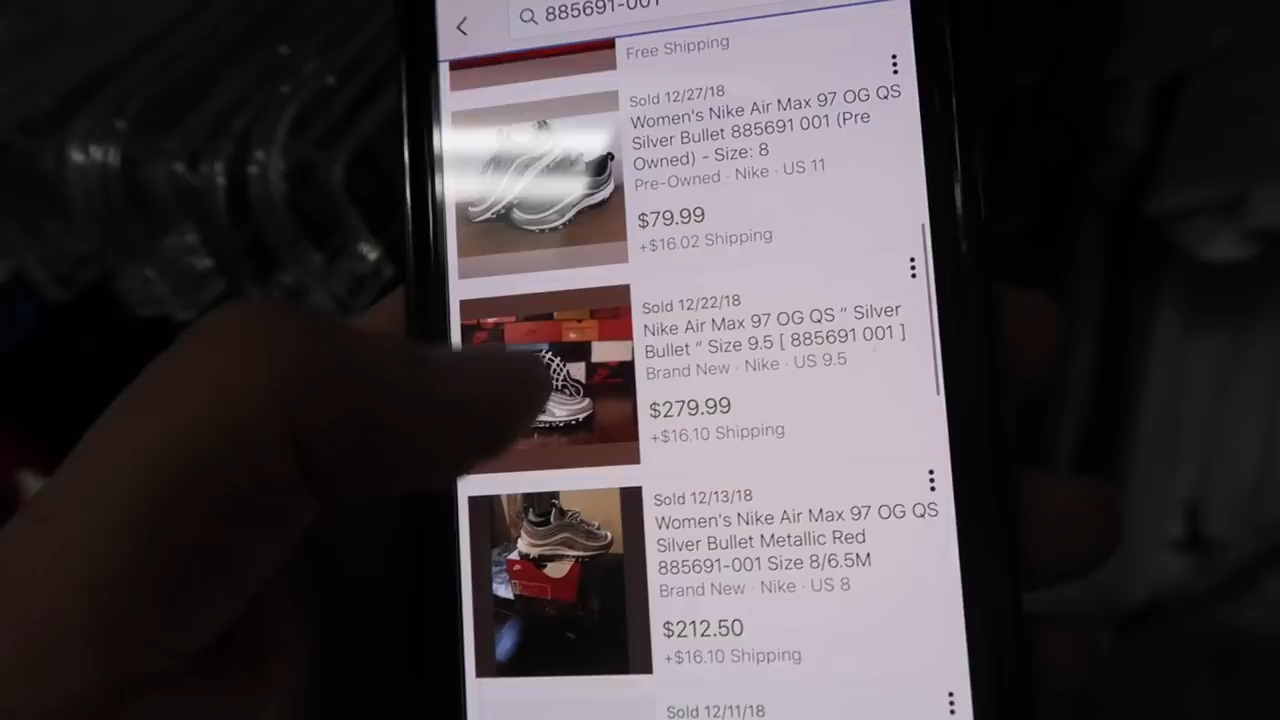 885691-001
Free Shipping
Sold 12/27/18
Women's Nike Air Max 97 OG QS
Silver Bullet 885691 001 (Pre
Owned) - Size: 8
Pre-Owned · Nike · US 11
$79.99
+$16.02 Shipping
Sold 12/22/18
Nike Air Max 97 OG QS " Silver
Bullet " Size 9.5 [ 885691 001 ]
Brand New · Nike · US 9.5
$279.99
+$16.10 Shipping
Sold 12/13/18
Women's Nike Air Max 97 OG QS
Silver Bullet Metallic Red
885691-001 Size 8/6.5M
Brand New · Nike · US 8
$212.50
+$16.10 Shipping
Sold 12/11/18